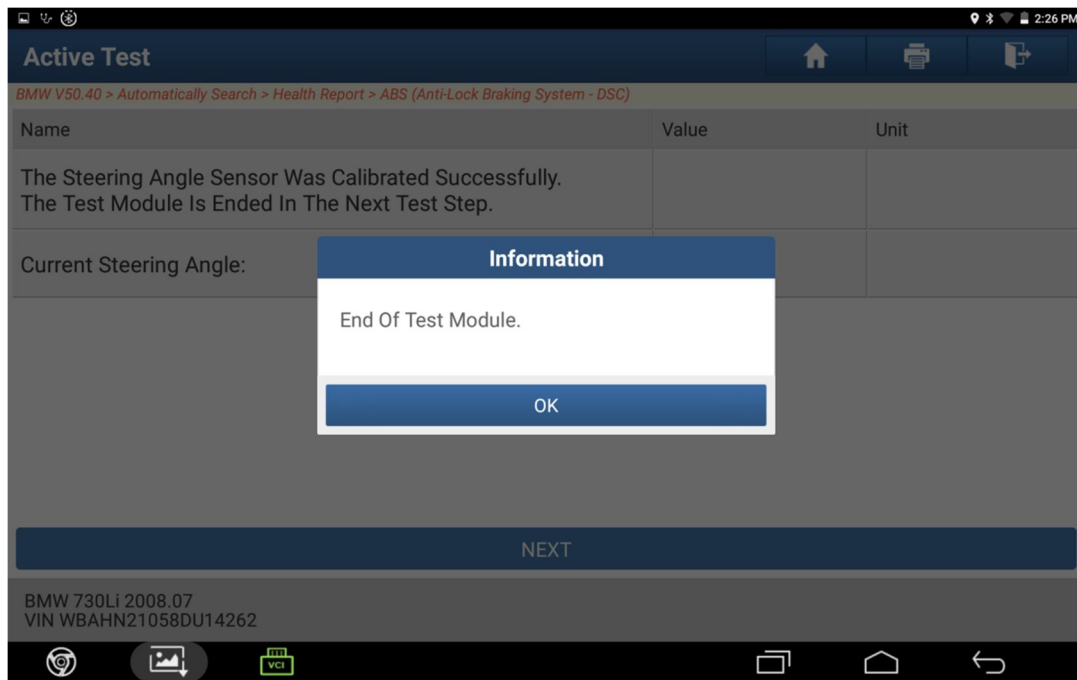 2:26 PM
Active Test
BMW V50.40 > Automatically Search > Health Report > ABS (Anti-Lock Braking System - DSC)
Name Value Unit
The Steering Angle Sensor Was Calibrated Successfully.
The Test Module Is Ended In The Next Test Step.
Current Steering Angle:
Information
End Of Test Module.
OK
NEXT
BMW 730Li 2008.07
VIN WBAHN21058DU14262
VCI